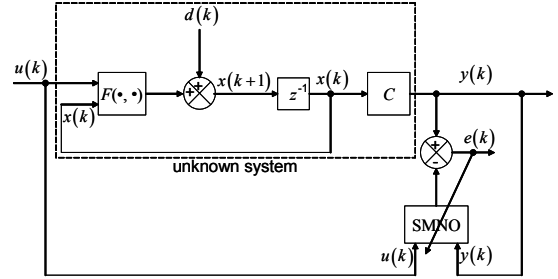 d(k)
u(k)
F(•,•)
x(k+1)
z⁻¹
x(k)
C
y(k)
x(k)
+
+
unknown system
+
-
e(k)
SMNO
u(k)
y(k)